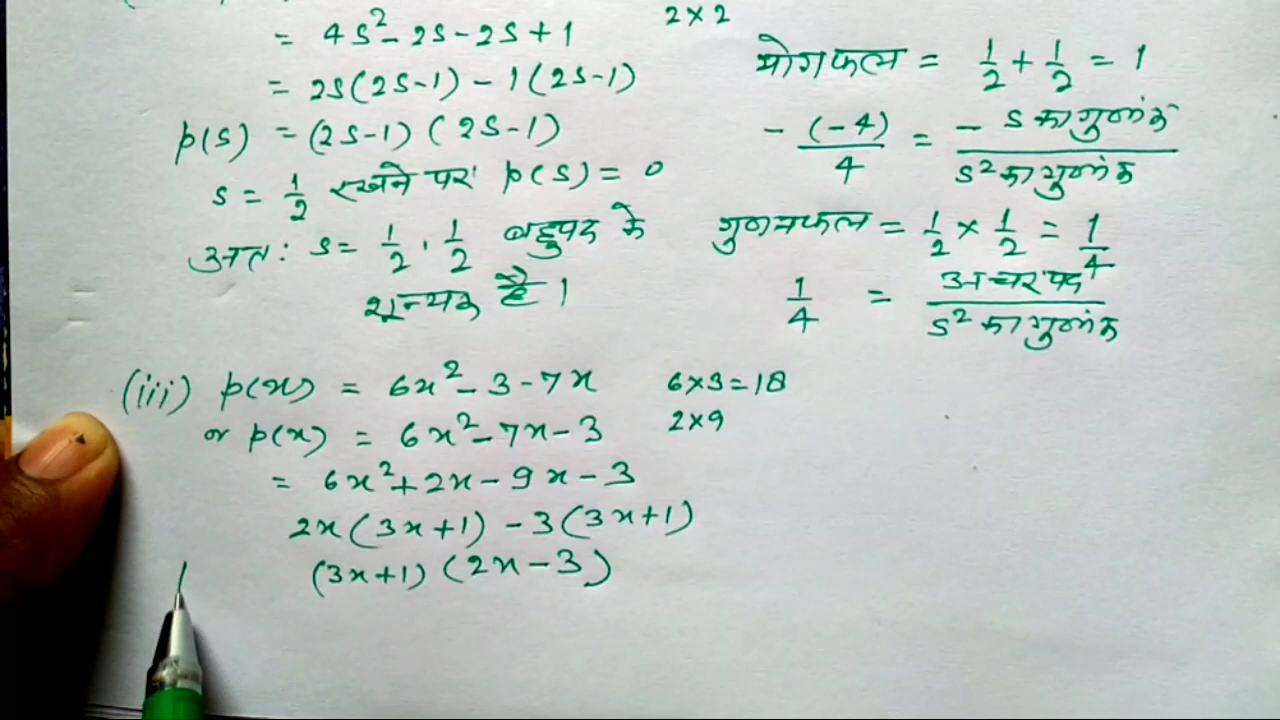 = 4s² - 2s - 2s + 1
2 × 2
= 2s(2s-1) - 1(2s-1)
p(s) = (2s-1) (2s-1)
s = 1/2 रखने पर p(s) = 0
अतः s = 1/2, 1/2 बहुपद के
शून्यक है।
योगफल = 1/2 + 1/2 = 1
- (-4)/4 = - s का गुणांक / s² का गुणांक
गुणनफल = 1/2 × 1/2 = 1/4
1/4 = अचर पद / s² का गुणांक
(iii) p(x) = 6x² - 3 - 7x
6×3=18
or p(x) = 6x² - 7x - 3
2×9
= 6x² + 2x - 9x - 3
2x(3x+1) - 3(3x+1)
(3x+1) (2x-3)